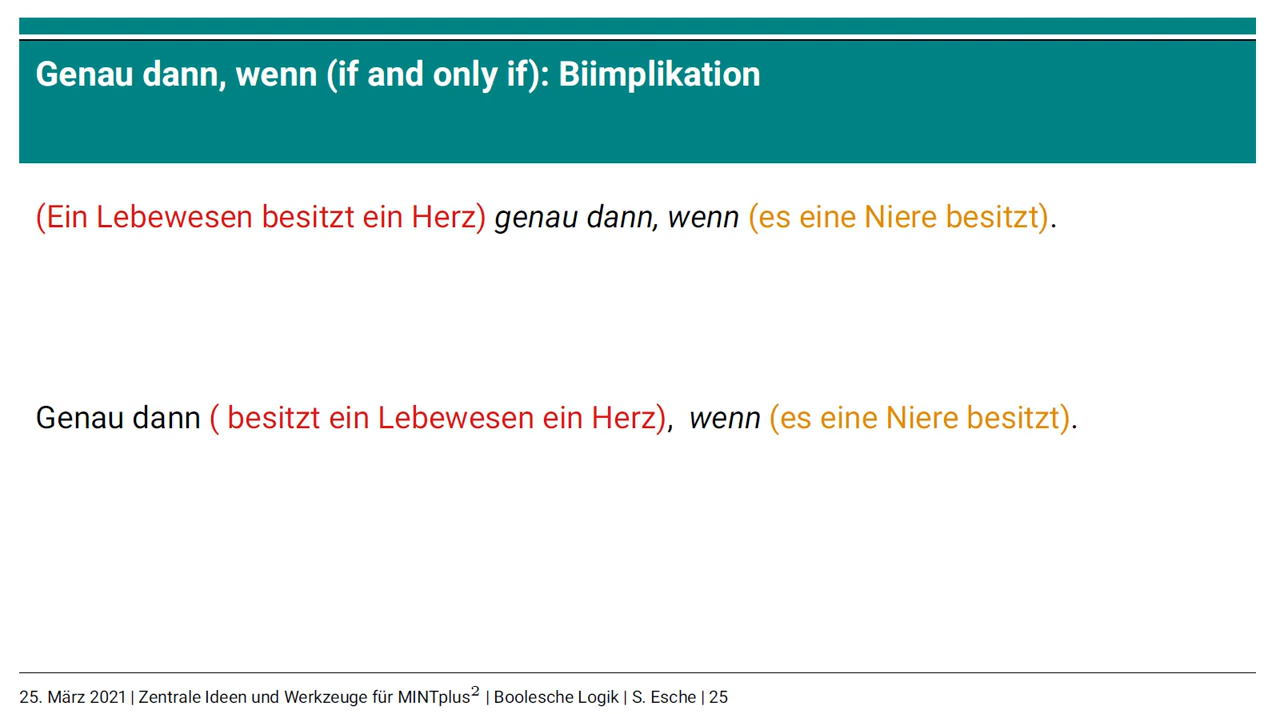 Genau dann, wenn (if and only if): Biimplikation
(Ein Lebewesen besitzt ein Herz) genau dann, wenn (es eine Niere besitzt).
Genau dann ( besitzt ein Lebewesen ein Herz), wenn (es eine Niere besitzt).
25. März 2021 | Zentrale Ideen und Werkzeuge für MINTplus² | Boolesche Logik | S. Esche | 25